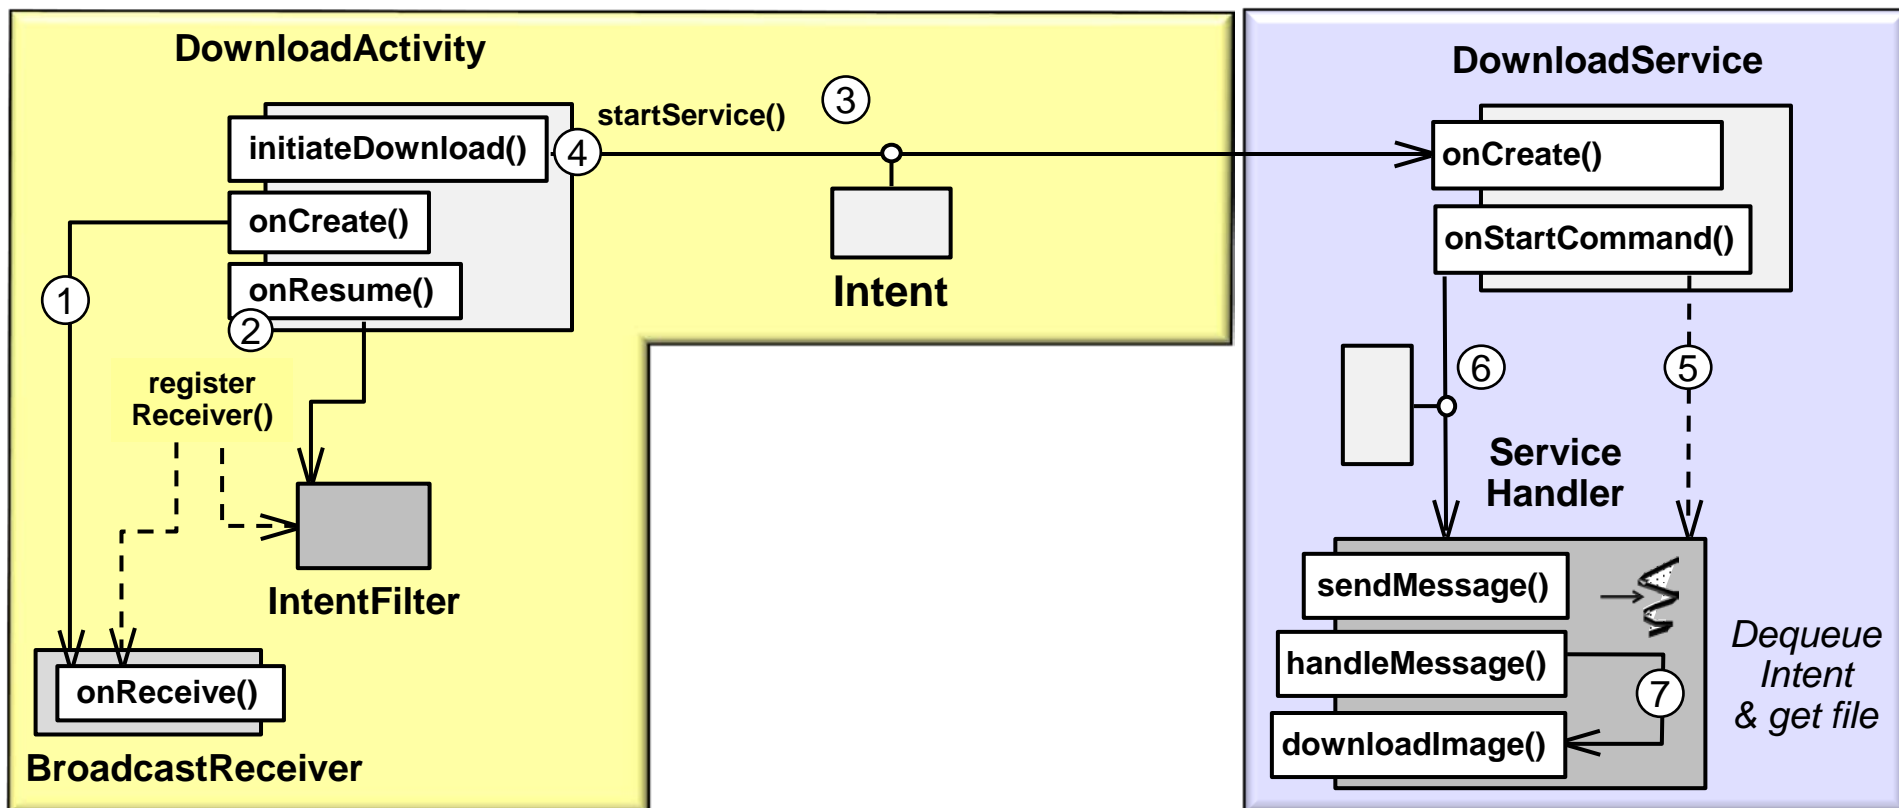 DownloadActivity
initiateDownload()
onCreate()
onResume()
startService()
3
4
Intent
1
2
register
Receiver()
IntentFilter
onReceive()
BroadcastReceiver
DownloadService
onCreate()
onStartCommand()
6
5
Service
Handler
sendMessage()
handleMessage()
downloadImage()
7
Dequeue
Intent
& get file